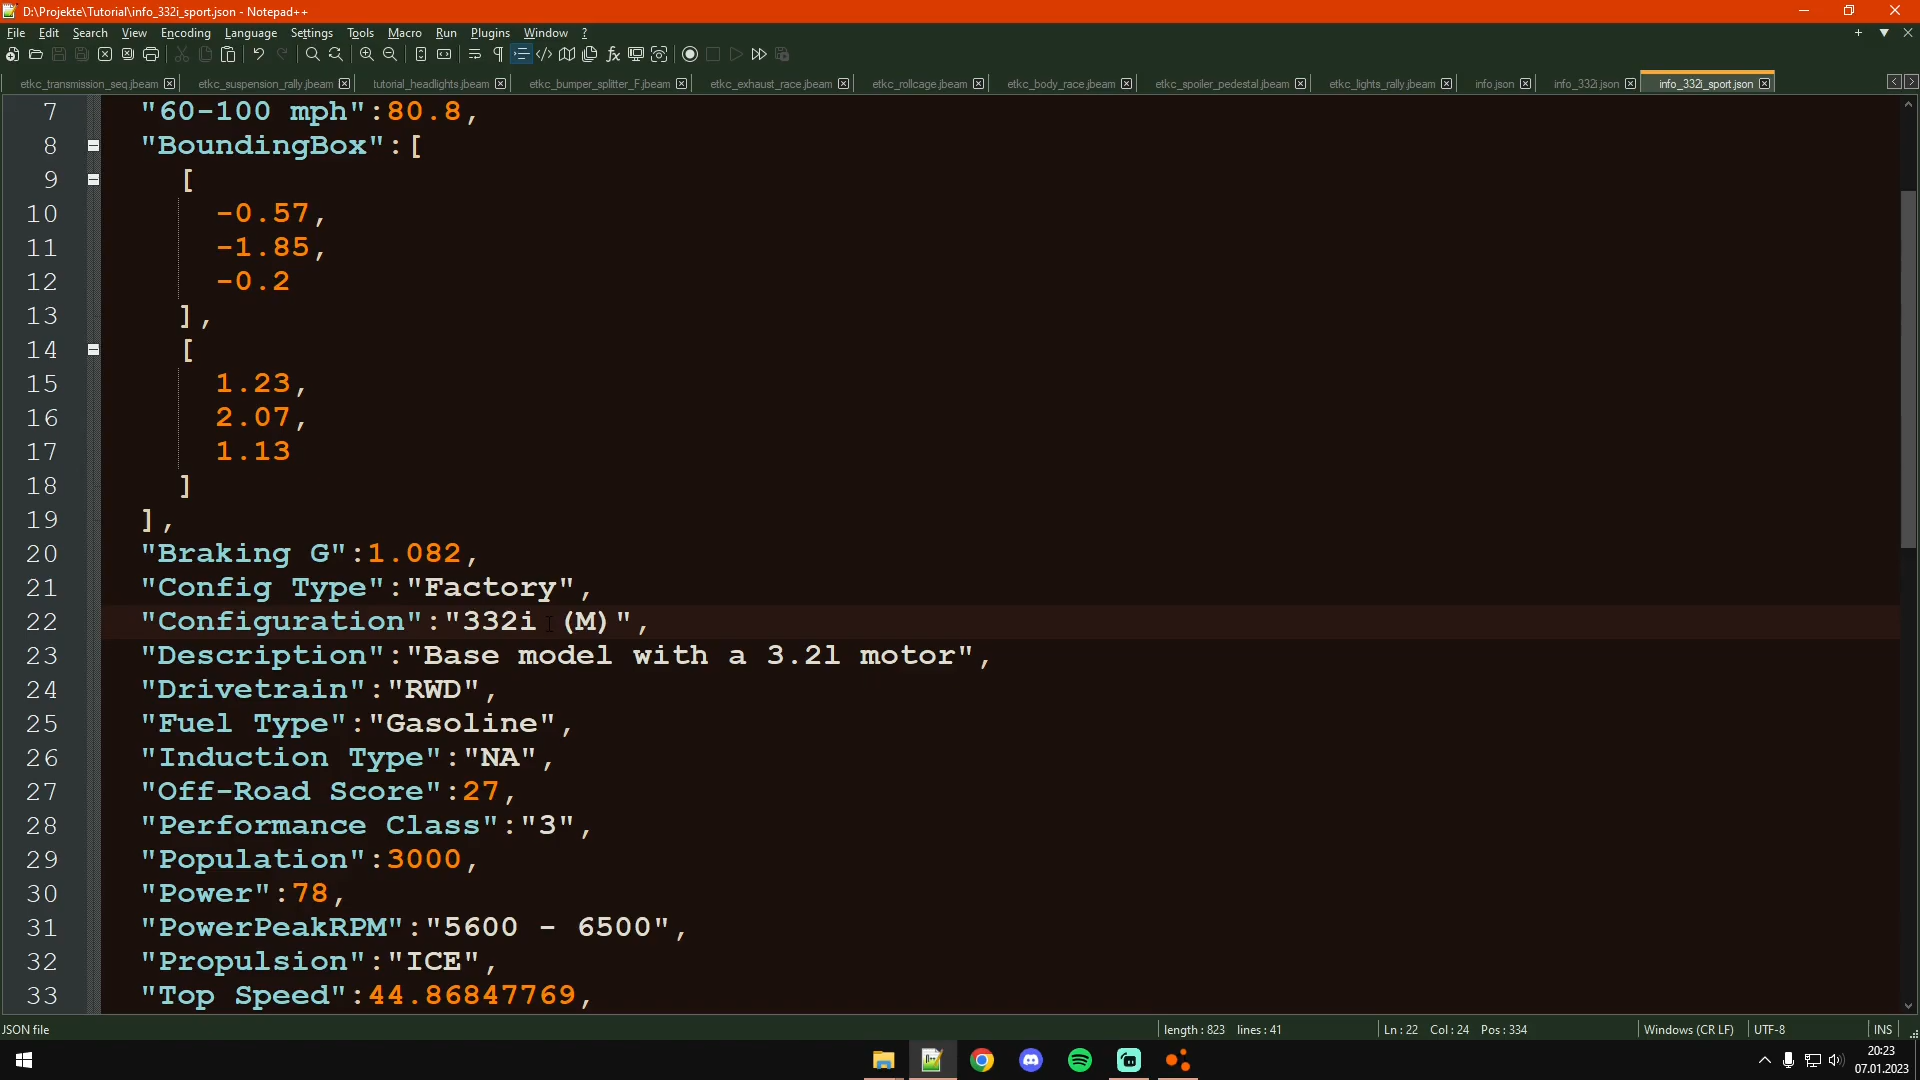 D:\Projekte\Tutorial\info_332i_sport.json - Notepad++
File Edit Search View Encoding Language Settings Tools Macro Run Plugins Window ?
etkc_transmission_seq.jbeam etkc_suspension_rally.jbeam tutorial_headlights.jbeam etkc_bumper_splitter_F.jbeam etkc_exhaust_race.jbeam etkc_rollcage.jbeam etkc_body_race.jbeam etkc_spoiler_pedestal.jbeam etkc_lights_rally.jbeam info.json info_332i.json info_332i_sport.json
7 "60-100 mph":80.8,
8 "BoundingBox":[
9 [
10 -0.57,
11 -1.85,
12 -0.2
13 ],
14 [
15 1.23,
16 2.07,
17 1.13
18 ]
19 ],
20 "Braking G":1.082,
21 "Config Type":"Factory",
22 "Configuration":"332i (M)",
23 "Description":"Base model with a 3.2l motor",
24 "Drivetrain":"RWD",
25 "Fuel Type":"Gasoline",
26 "Induction Type":"NA",
27 "Off-Road Score":27,
28 "Performance Class":"3",
29 "Population":3000,
30 "Power":78,
31 "PowerPeakRPM":"5600 - 6500",
32 "Propulsion":"ICE",
33 "Top Speed":44.86847769,
JSON file length : 823 lines : 41 Ln : 22 Col : 24 Pos : 334 Windows (CR LF) UTF-8 INS
20:23
07.01.2023